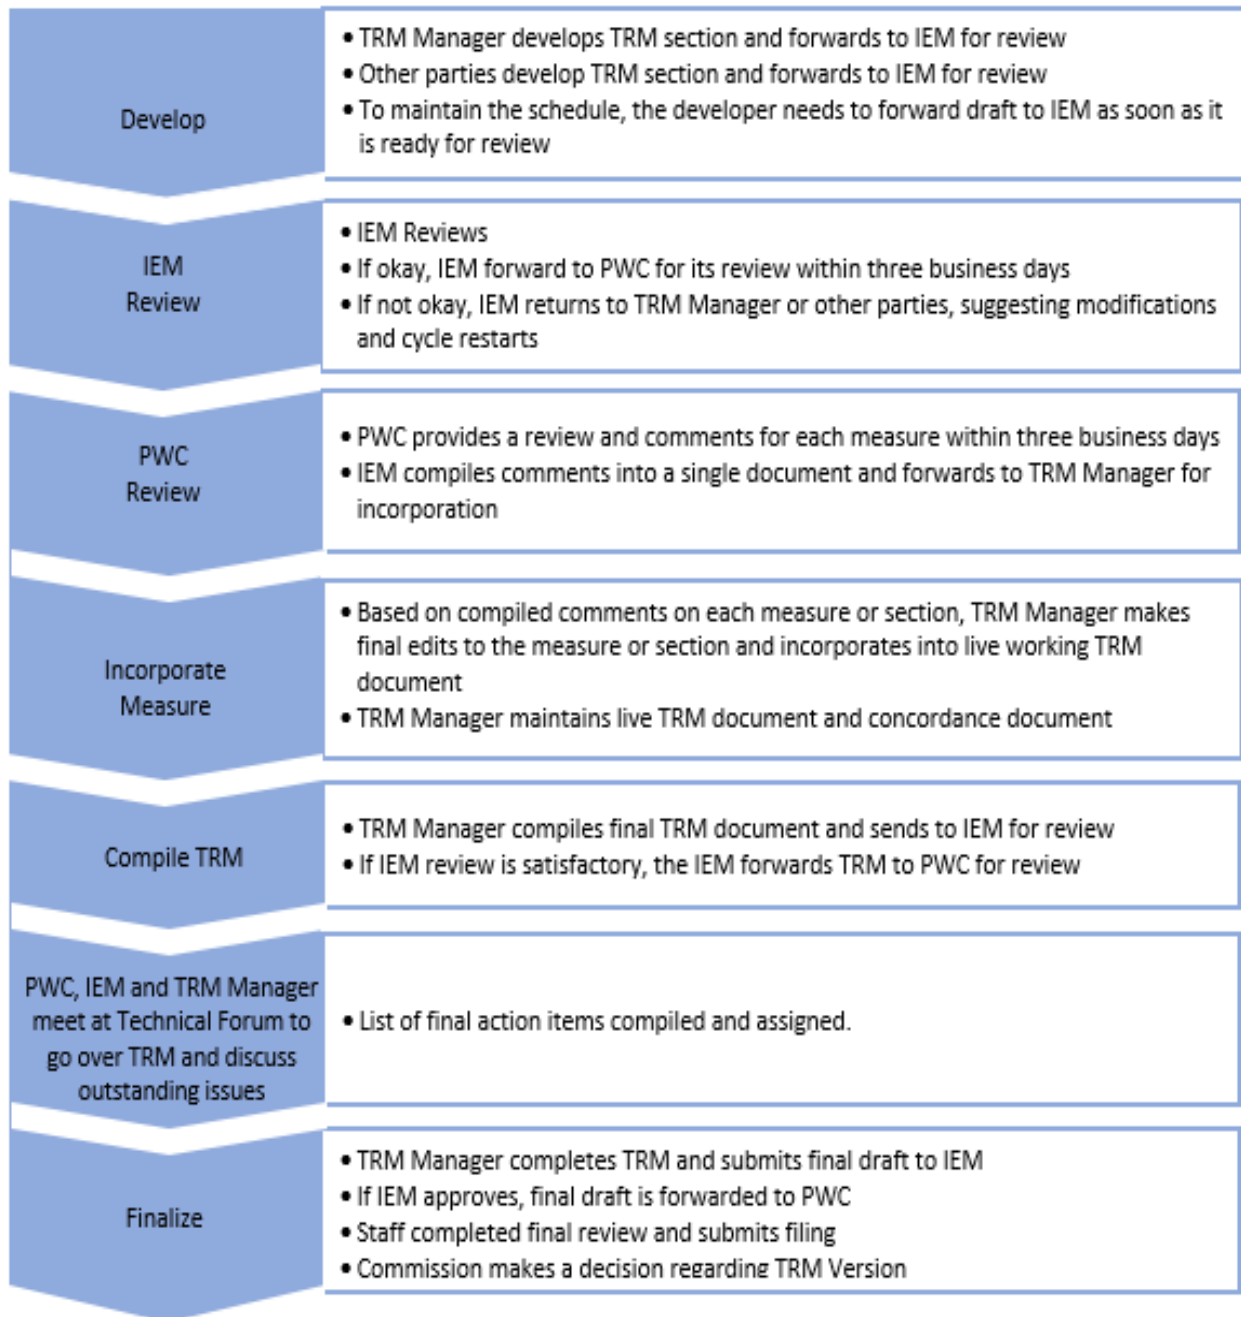 Develop
• TRM Manager develops TRM section and forwards to IEM for review
• Other parties develop TRM section and forwards to IEM for review
• To maintain the schedule, the developer needs to forward draft to IEM as soon as it
is ready for review
IEM
Review
• IEM Reviews
• If okay, IEM forward to PWC for its review within three business days
• If not okay, IEM returns to TRM Manager or other parties, suggesting modifications
and cycle restarts
PWC
Review
• PWC provides a review and comments for each measure within three business days
• IEM compiles comments into a single document and forwards to TRM Manager for
incorporation
Incorporate
Measure
• Based on compiled comments on each measure or section, TRM Manager makes
final edits to the measure or section and incorporates into live working TRM
document
• TRM Manager maintains live TRM document and concordance document
Compile TRM
• TRM Manager compiles final TRM document and sends to IEM for review
• If IEM review is satisfactory, the IEM forwards TRM to PWC for review
PWC, IEM and TRM Manager
meet at Technical Forum to
go over TRM and discuss
outstanding issues
• List of final action items compiled and assigned.
Finalize
• TRM Manager completes TRM and submits final draft to IEM
• If IEM approves, final draft is forwarded to PWC
• Staff completed final review and submits filing
• Commission makes a decision regarding TRM Version